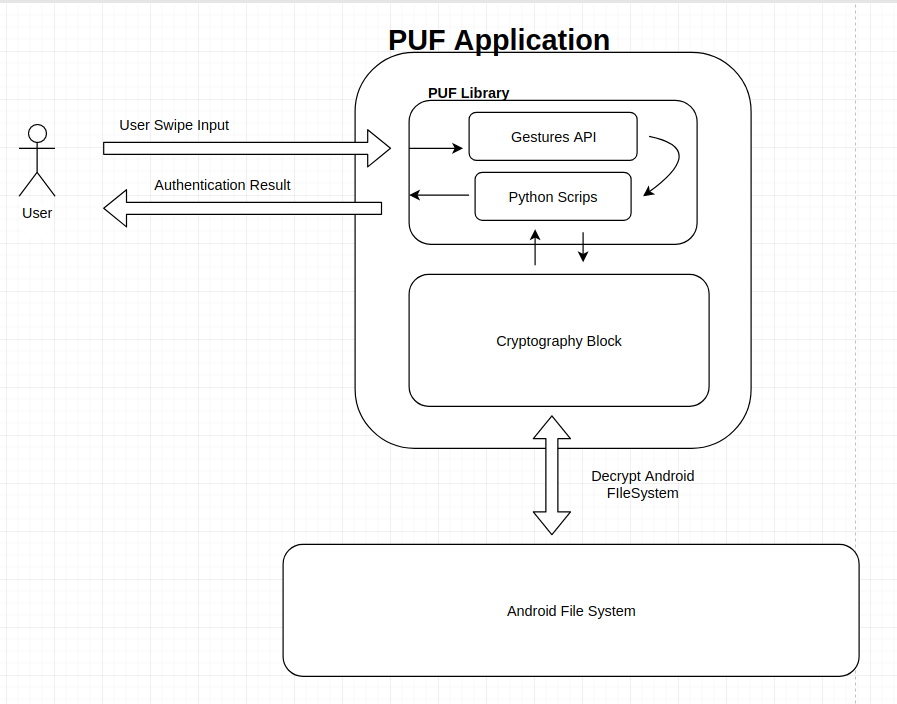 PUF Application
PUF Library
User Swipe Input
Gestures API
Authentication Result
Python Scrips
User
Cryptography Block
Decrypt Android
FIleSystem
Android File System